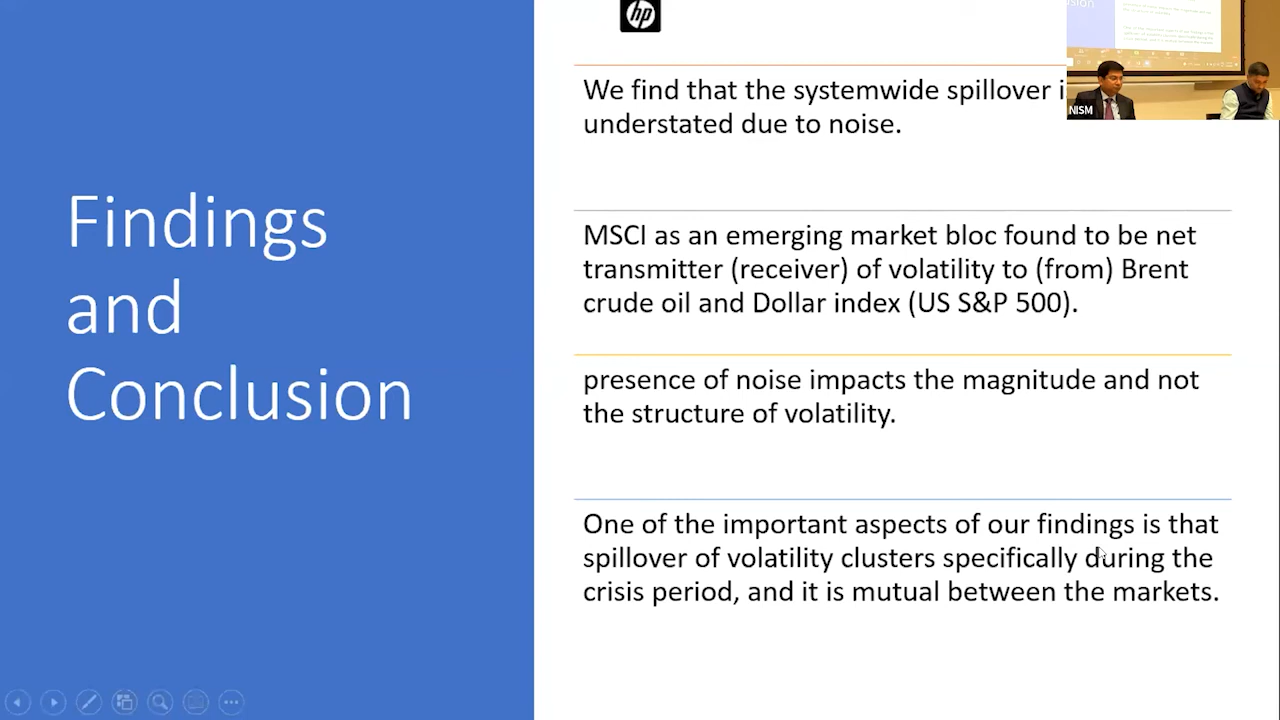 Findings
and
Conclusion
hp
We find that the systemwide spillover
understated due to noise.
MSCI as an emerging market bloc found to be net
transmitter (receiver) of volatility to (from) Brent
crude oil and Dollar index (US S&P 500).
presence of noise impacts the magnitude and not
the structure of volatility.
One of the important aspects of our findings is that
spillover of volatility clusters specifically during the
crisis period, and it is mutual between the markets.
NISM